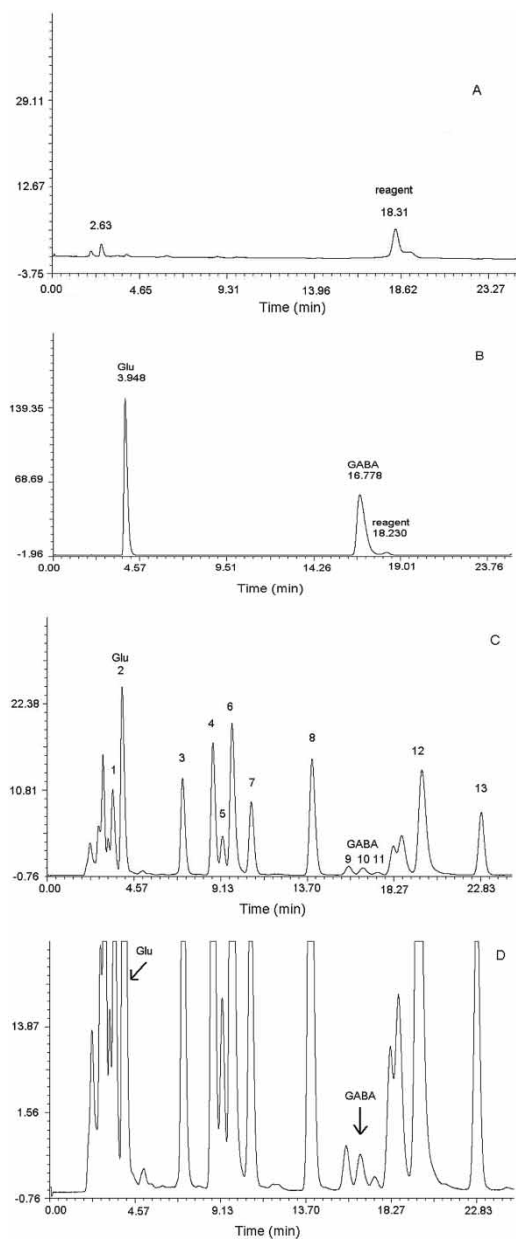 A
29.11
12.67
reagent
2.63
18.31
-3.75
0.00 4.65 9.31 13.96 18.62 23.27
Time (min)
B
Glu
3.948
139.35
GABA
16.778
68.69
reagent
18.230
-1.96
0.00 4.57 9.51 14.26 19.01 23.76
Time (min)
C
Glu
2
22.38
6
4
8
12
3
1
7
13
10.81
5
GABA
9 10 11
-0.76
0.00 4.57 9.13 13.70 18.27 22.83
Time (min)
D
Glu
13.87
GABA
1.56
-0.76
0.00 4.57 9.13 13.70 18.27 22.83
Time (min)